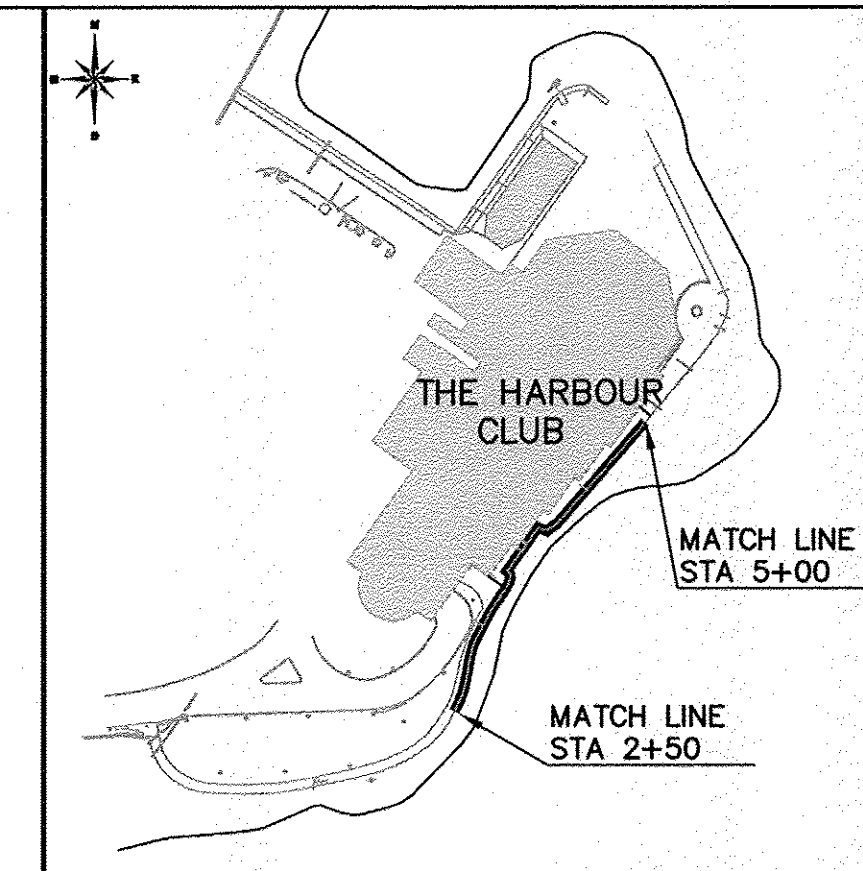 THE HARBOUR
CLUB
MATCH LINE
STA 5+00
MATCH LINE
STA 2+50